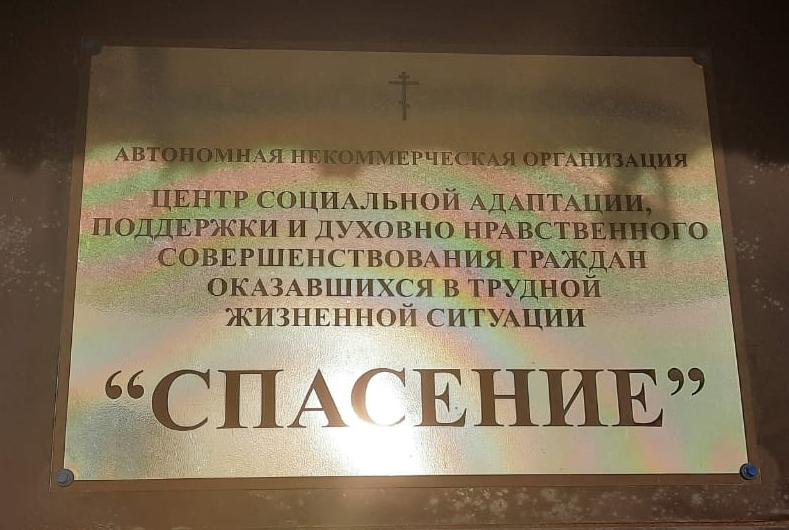 АВТОНОМНАЯ НЕКОММЕРЧЕСКАЯ ОРГАНИЗАЦИЯ
ЦЕНТР СОЦИАЛЬНОЙ АДАПТАЦИИ,
ПОДДЕРЖКИ И ДУХОВНО НРАВСТВЕННОГО
СОВЕРШЕНСТВОВАНИЯ ГРАЖДАН
ОКАЗАВШИХСЯ В ТРУДНОЙ
ЖИЗНЕННОЙ СИТУАЦИИ
“СПАСЕНИЕ”